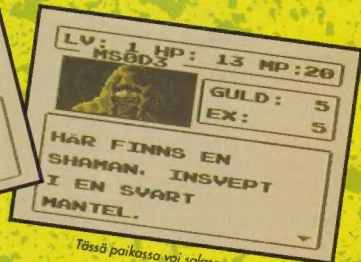 LV: 1 HP: 13 MP:20
MSØD3
GULD: 5
EX: 5
HÄR FINNS EN
SHAMAN. INSVEPT
I EN SVART
MANTEL.
Tässä paikassa voi